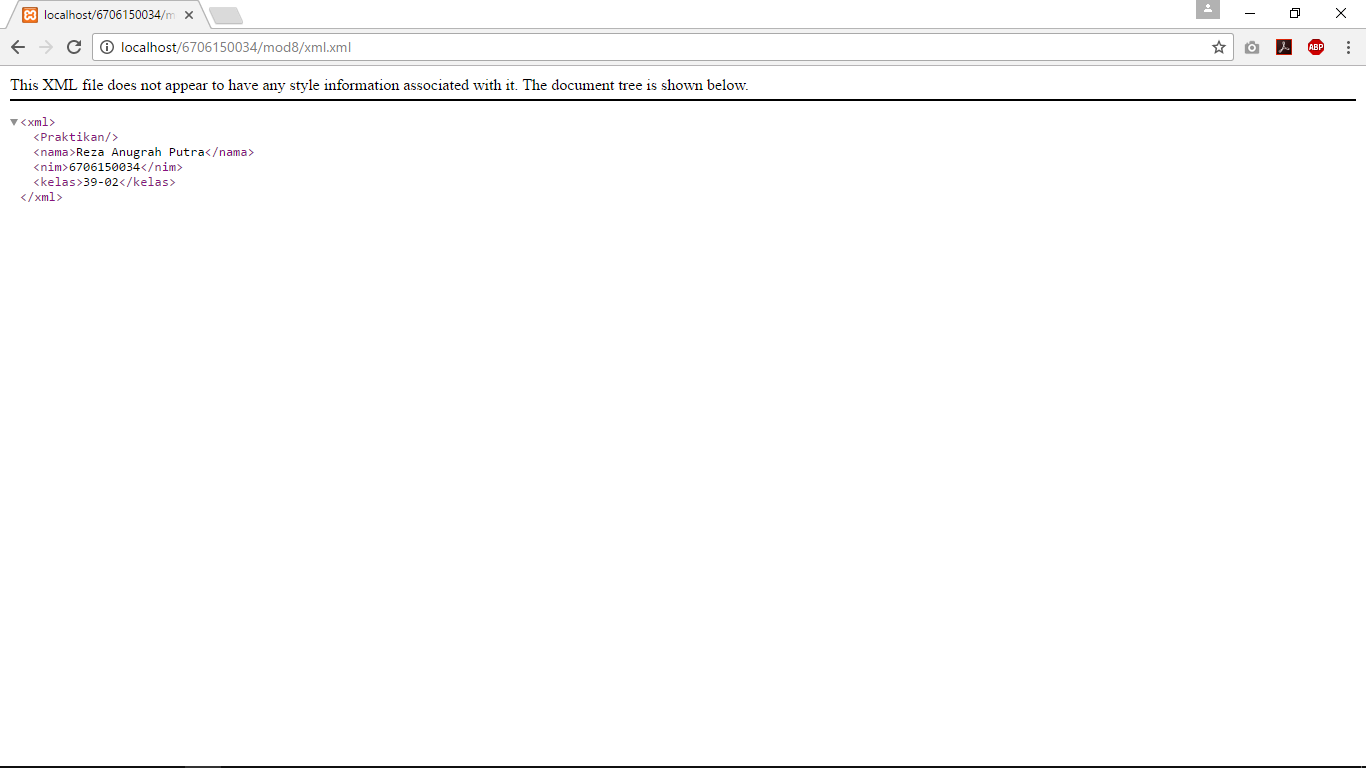 localhost/6706150034/m
localhost/6706150034/mod8/xml.xml
ABP
This XML file does not appear to have any style information associated with it. The document tree is shown below.
<xml>
<Praktikan/>
<nama>Reza Anugrah Putra</nama>
<nim>6706150034</nim>
<kelas>39-02</kelas>
</xml>